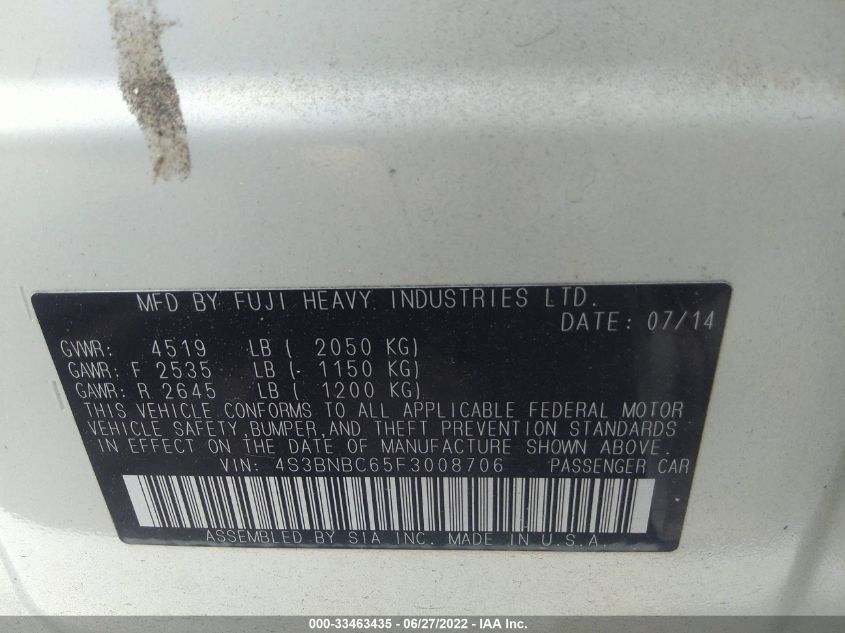 MFD BY FUJI HEAVY INDUSTRIES LTD.
DATE: 07/14
GVWR: 4519 LB ( 2050 KG)
GAWR: F 2535 LB ( 1150 KG)
GAWR: R 2645 LB ( 1200 KG)
THIS VEHICLE CONFORMS TO ALL APPLICABLE FEDERAL MOTOR
VEHICLE SAFETY, BUMPER, AND THEFT PREVENTION STANDARDS
IN EFFECT ON THE DATE OF MANUFACTURE SHOWN ABOVE.
VIN: 4S3BNBC65F3008706 PASSENGER CAR
ASSEMBLED BY SIA INC. MADE IN U.S.A.
000-33463435 - 06/27/2022 - IAA Inc.